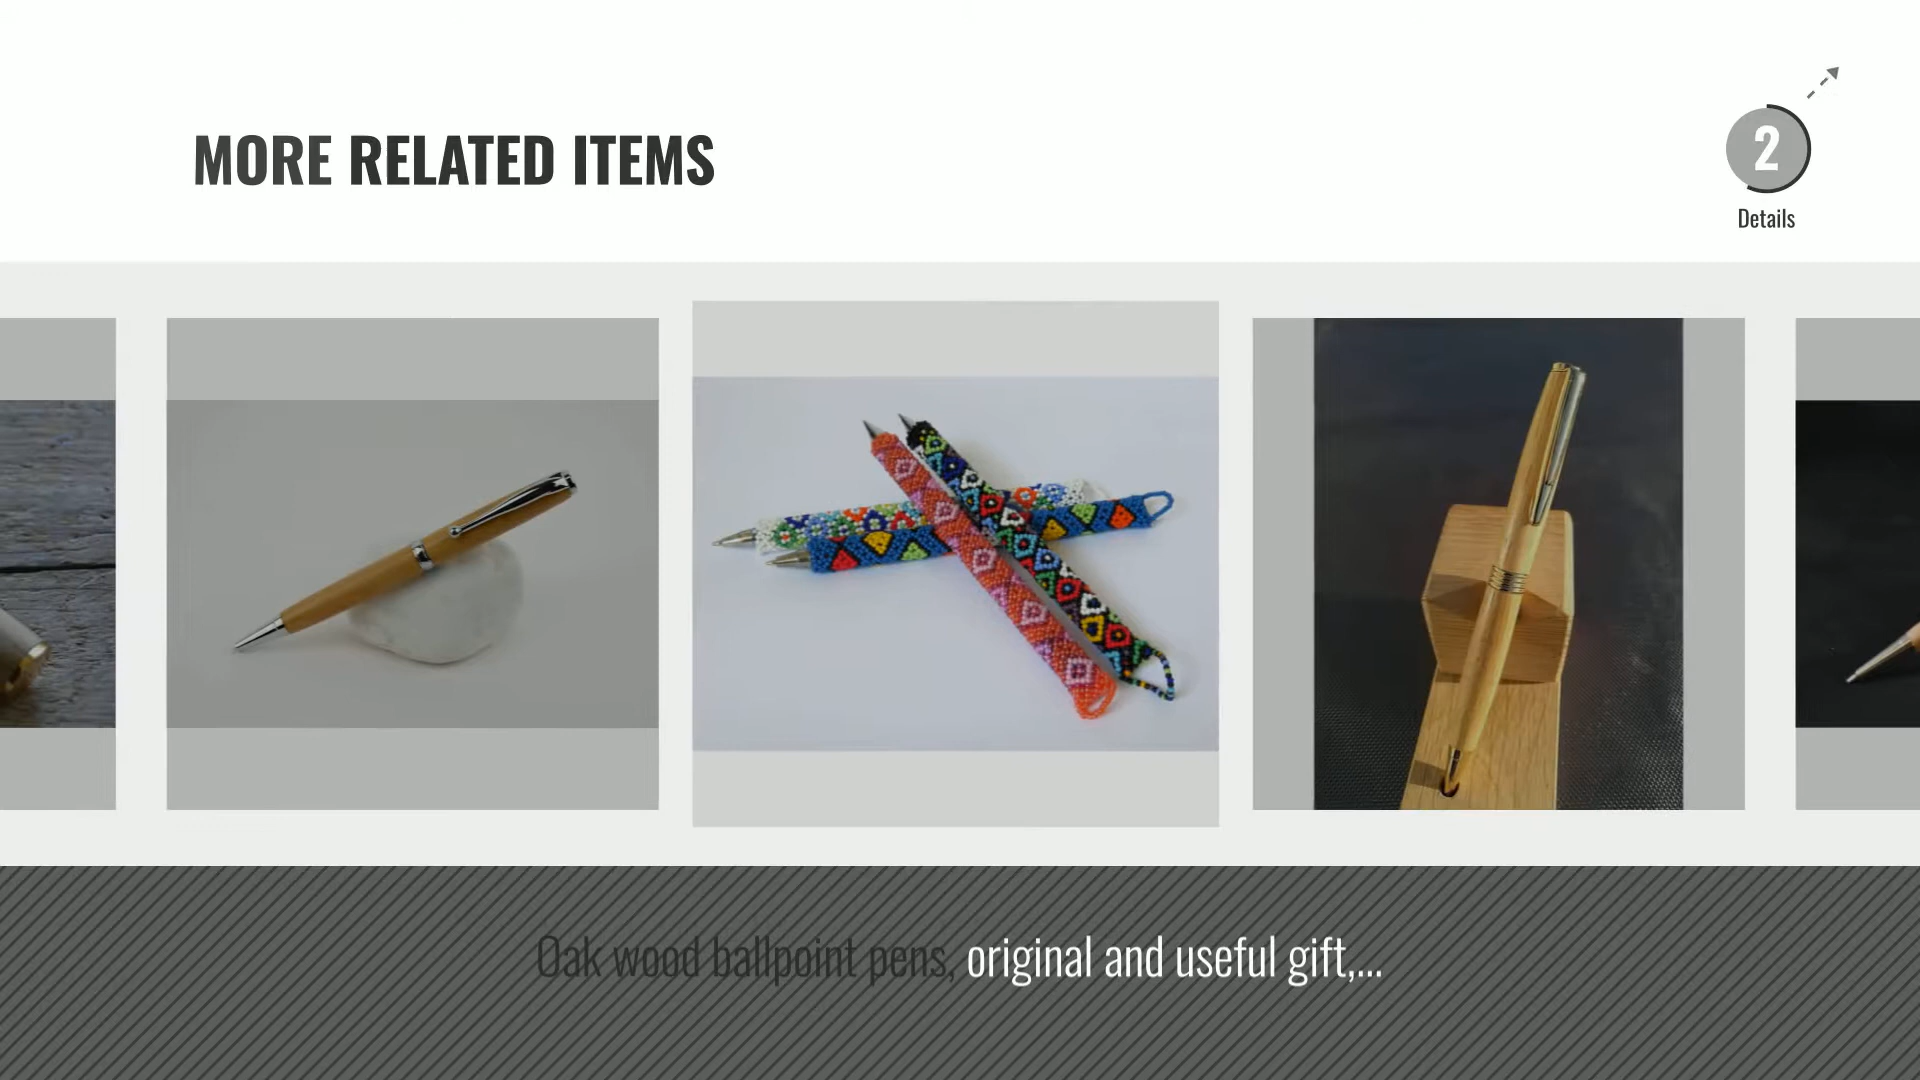 MORE RELATED ITEMS
2
Details
Oak wood ballpoint pens, original and useful gift,...